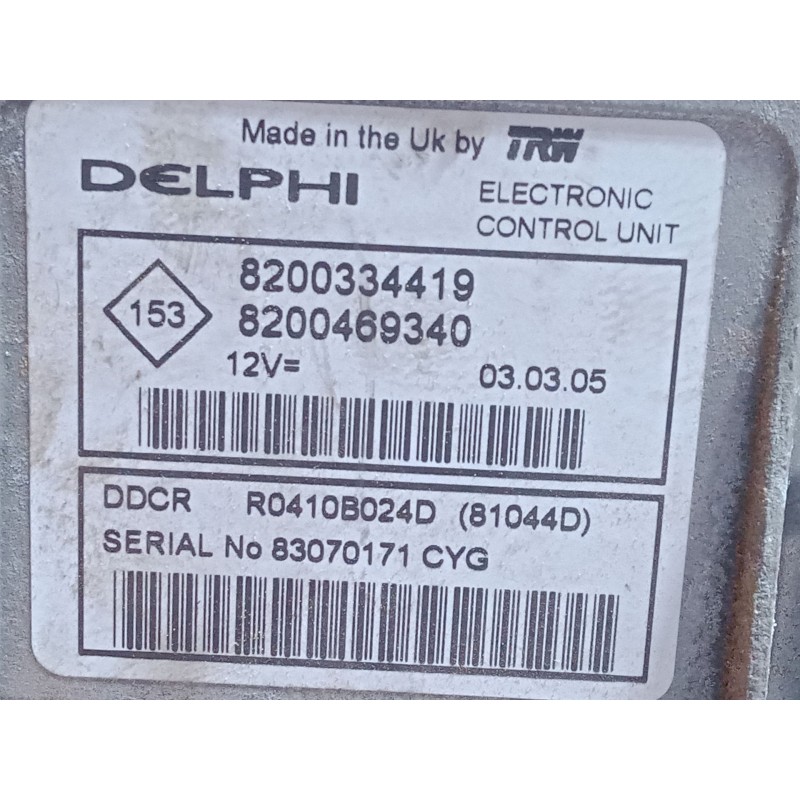 Made in the Uk by TRW
DELPHI
ELECTRONIC
CONTROL UNIT
153
8200334419
8200469340
12V= 03.03.05
DDCR R0410B024D (81044D)
SERIAL No 83070171 CYG